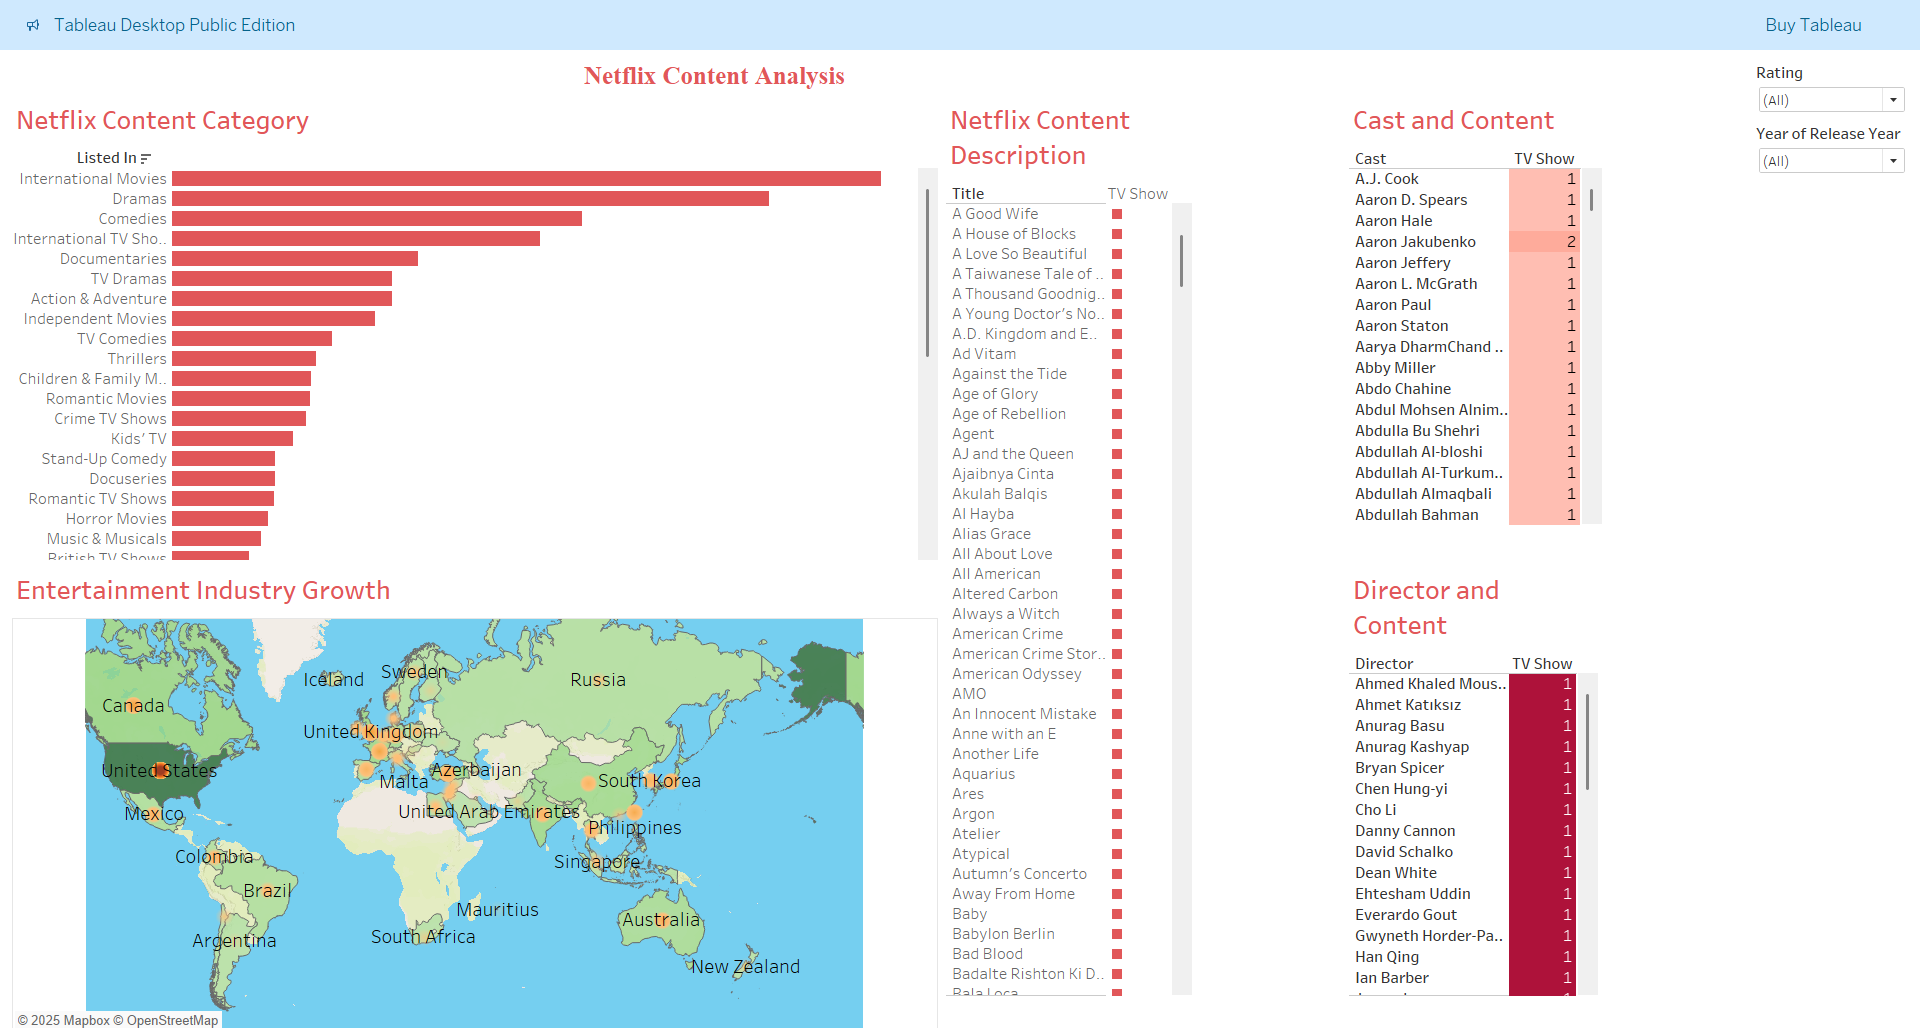 Tableau Desktop Public Edition
Buy Tableau
Netflix Content Analysis
Rating
(All)
Year of Release Year
(All)
Netflix Content Category
Listed In
International Movies
Dramas
Comedies
International TV Sho..
Documentaries
TV Dramas
Action & Adventure
Independent Movies
TV Comedies
Thrillers
Children & Family M..
Romantic Movies
Crime TV Shows
Kids' TV
Stand-Up Comedy
Docuseries
Romantic TV Shows
Horror Movies
Music & Musicals
British TV Shows
Entertainment Industry Growth
Iceland
Sweden
Russia
Canada
United Kingdom
United States
Azerbaijan
Malta
South Korea
Mexico
United Arab Emirates
Philippines
Colombia
Singapore
Brazil
Mauritius
Australia
South Africa
Argentina
New Zealand
© 2025 Mapbox © OpenStreetMap
Netflix Content
Description
Title TV Show
A Good Wife
A House of Blocks
A Love So Beautiful
A Taiwanese Tale of ..
A Thousand Goodnig..
A Young Doctor's No..
A.D. Kingdom and E..
Ad Vitam
Against the Tide
Age of Glory
Age of Rebellion
Agent
AJ and the Queen
Ajaibnya Cinta
Akulah Balqis
Al Hayba
Alias Grace
All About Love
All American
Altered Carbon
Always a Witch
American Crime
American Crime Stor..
American Odyssey
AMO
An Innocent Mistake
Anne with an E
Another Life
Aquarius
Ares
Argon
Atelier
Atypical
Autumn's Concerto
Away From Home
Baby
Babylon Berlin
Bad Blood
Badalte Rishton Ki D..
Bala Loca
Cast and Content
Cast TV Show
A.J. Cook 1
Aaron D. Spears 1
Aaron Hale 1
Aaron Jakubenko 2
Aaron Jeffery 1
Aaron L. McGrath 1
Aaron Paul 1
Aaron Staton 1
Aarya DharmChand .. 1
Abby Miller 1
Abdo Chahine 1
Abdul Mohsen Alnim.. 1
Abdulla Bu Shehri 1
Abdullah Al-bloshi 1
Abdullah Al-Turkum.. 1
Abdullah Almaqbali 1
Abdullah Bahman 1
Director and
Content
Director TV Show
Ahmed Khaled Mous.. 1
Ahmet Katıksız 1
Anurag Basu 1
Anurag Kashyap 1
Bryan Spicer 1
Chen Hung-yi 1
Cho Li 1
Danny Cannon 1
David Schalko 1
Dean White 1
Ehtesham Uddin 1
Everardo Gout 1
Gwyneth Horder-Pa.. 1
Han Qing 1
Ian Barber 1